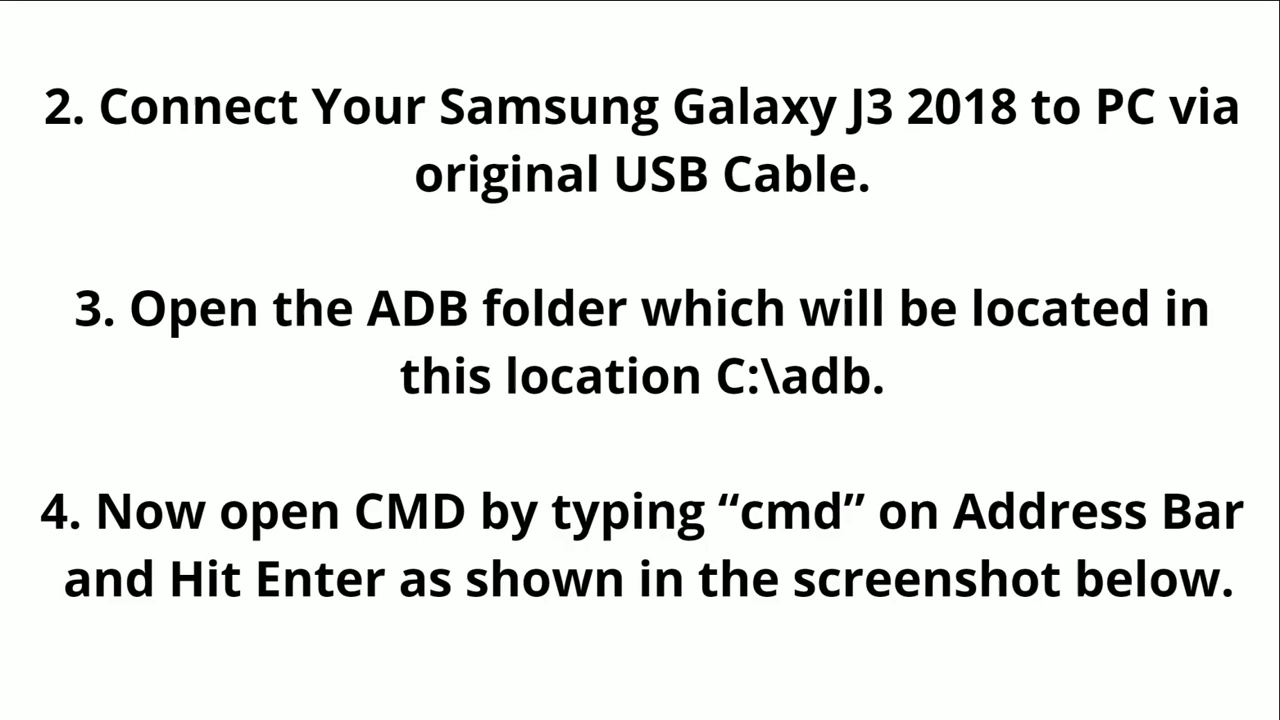 2. Connect Your Samsung Galaxy J3 2018 to PC via
original USB Cable.
3. Open the ADB folder which will be located in
this location C:\adb.
4. Now open CMD by typing “cmd” on Address Bar
and Hit Enter as shown in the screenshot below.